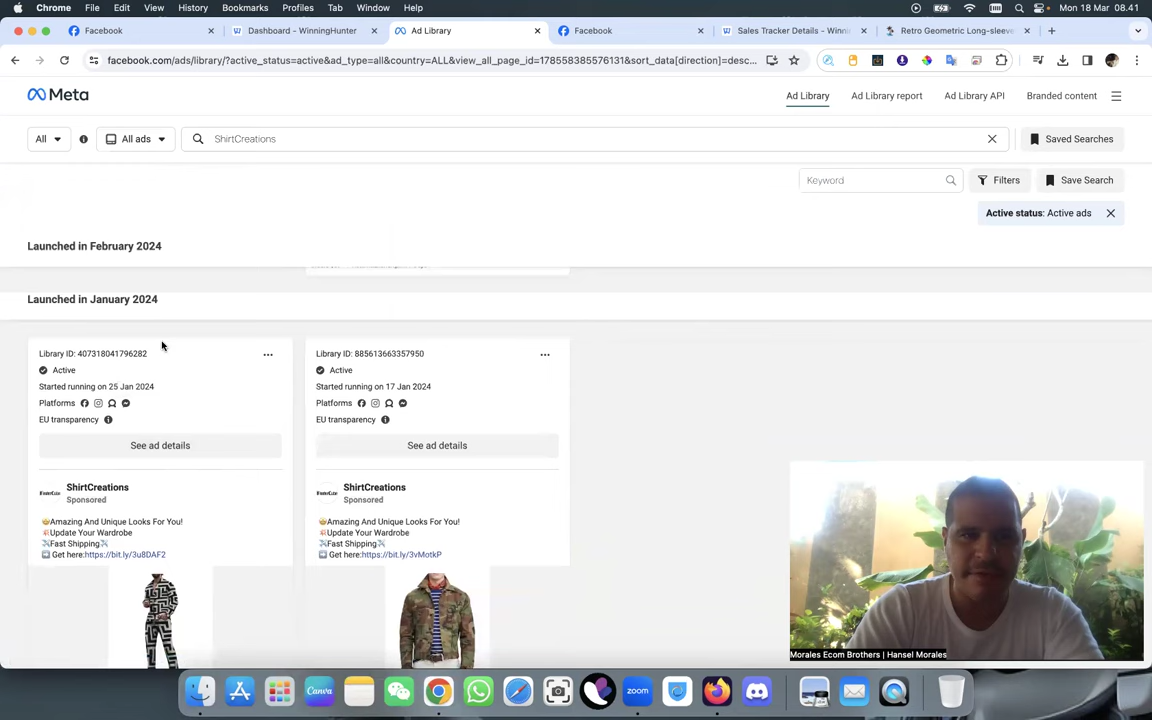 Chrome File Edit View History Bookmarks Profiles Tab Window Help Mon 18 Mar 08.41
Facebook Dashboard - WinningHunter Ad Library Facebook Sales Tracker Details - Winni Retro Geometric Long-sleeve
facebook.com/ads/library/?active_status=active&ad_type=all&country=ALL&view_all_page_id=178558385576131&sort_data[direction]=desc...
Meta Ad Library Ad Library report Ad Library API Branded content
All All ads ShirtCreations Saved Searches
Keyword Filters Save Search
Active status: Active ads
Launched in February 2024
Launched in January 2024
Library ID: 407318041796282
Active
Started running on 25 Jan 2024
Platforms
EU transparency
See ad details
ShirtCreations
Sponsored
🤩Amazing And Unique Looks For You!
💥Update Your Wardrobe
✈️Fast Shipping✈️
➡️ Get here:https://bit.ly/3u8DAF2
Library ID: 885613663357950
Active
Started running on 17 Jan 2024
Platforms
EU transparency
See ad details
ShirtCreations
Sponsored
🤩Amazing And Unique Looks For You!
💥Update Your Wardrobe
✈️Fast Shipping✈️
➡️ Get here:https://bit.ly/3vMotkP
Morales Ecom Brothers | Hansel Morales
Canva
zoom